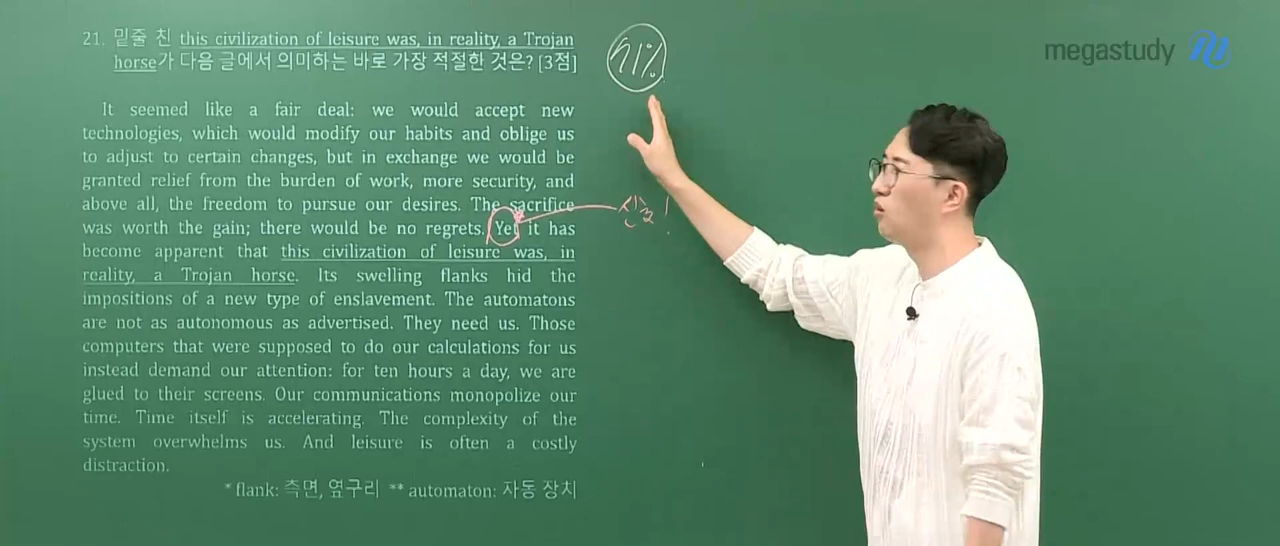 21. 밑줄 친 this civilization of leisure was, in reality, a Trojan
horse가 다음 글에서 의미하는 바로 가장 적절한 것은? [3점]
It seemed like a fair deal: we would accept new
technologies, which would modify our habits and oblige us
to adjust to certain changes, but in exchange we would be
granted relief from the burden of work, more security, and
above all, the freedom to pursue our desires. The sacrifice
was worth the gain; there would be no regrets. Yet it has
become apparent that this civilization of leisure was, in
reality, a Trojan horse. Its swelling flanks hid the
impositions of a new type of enslavement. The automatons
are not as autonomous as advertised. They need us. Those
computers that were supposed to do our calculations for us
instead demand our attention: for ten hours a day, we are
glued to their screens. Our communications monopolize our
time. Time itself is accelerating. The complexity of the
system overwhelms us. And leisure is often a costly
distraction.
* flank: 측면, 옆구리 ** automaton: 자동 장치
신호!
megastudy